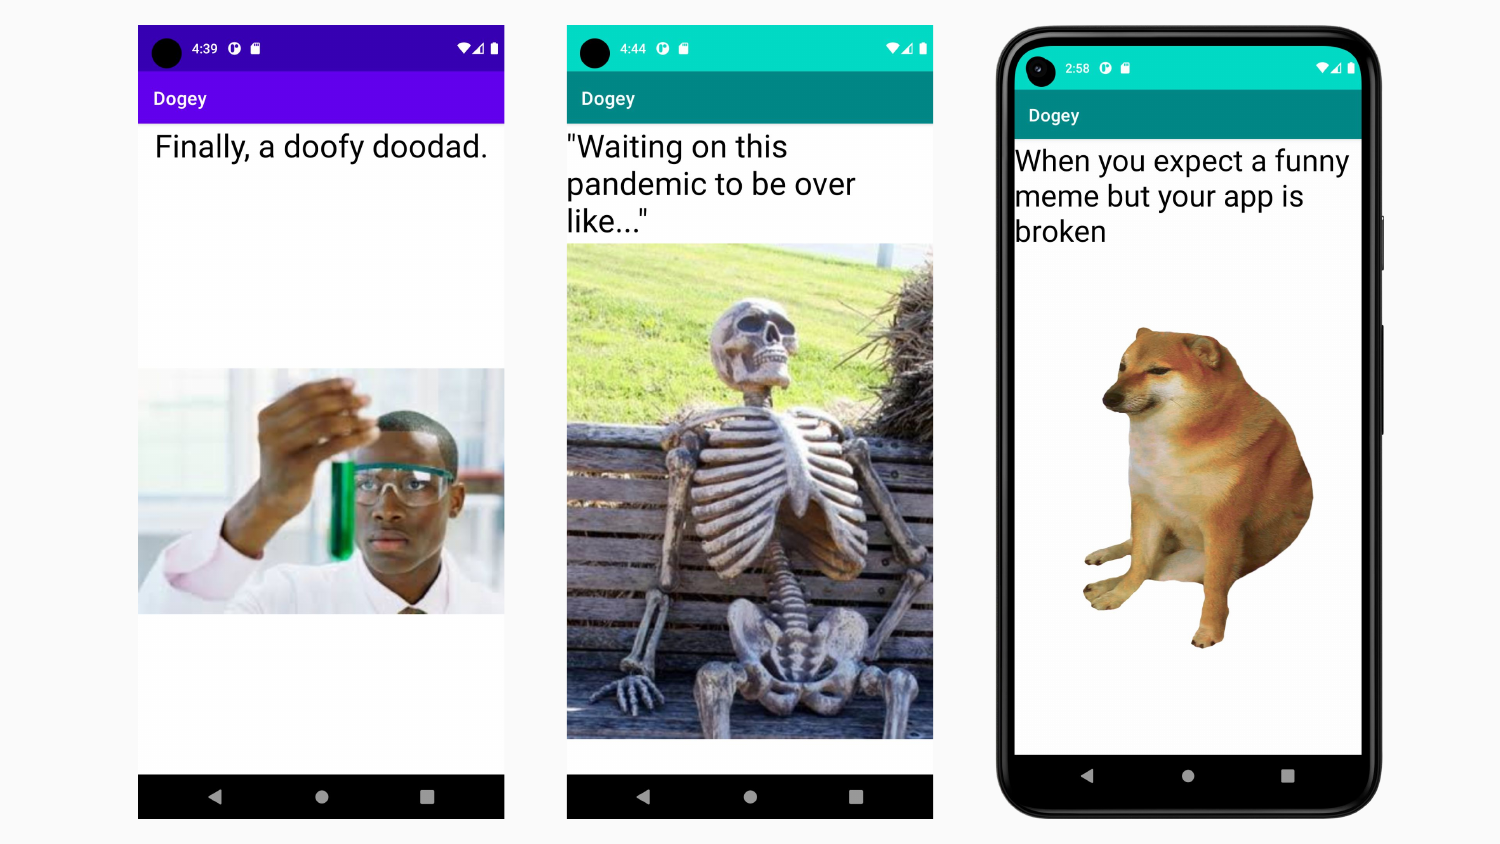 4:39
Dogey
Finally, a doofy doodad.
4:44
Dogey
"Waiting on this
pandemic to be over
like..."
2:58
Dogey
When you expect a funny
meme but your app is
broken